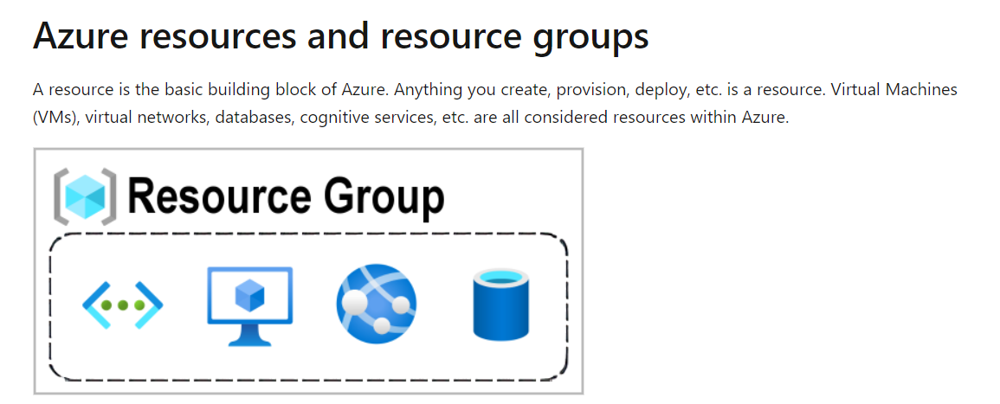 Azure resources and resource groups
A resource is the basic building block of Azure. Anything you create, provision, deploy, etc. is a resource. Virtual Machines
(VMs), virtual networks, databases, cognitive services, etc. are all considered resources within Azure.
Resource Group